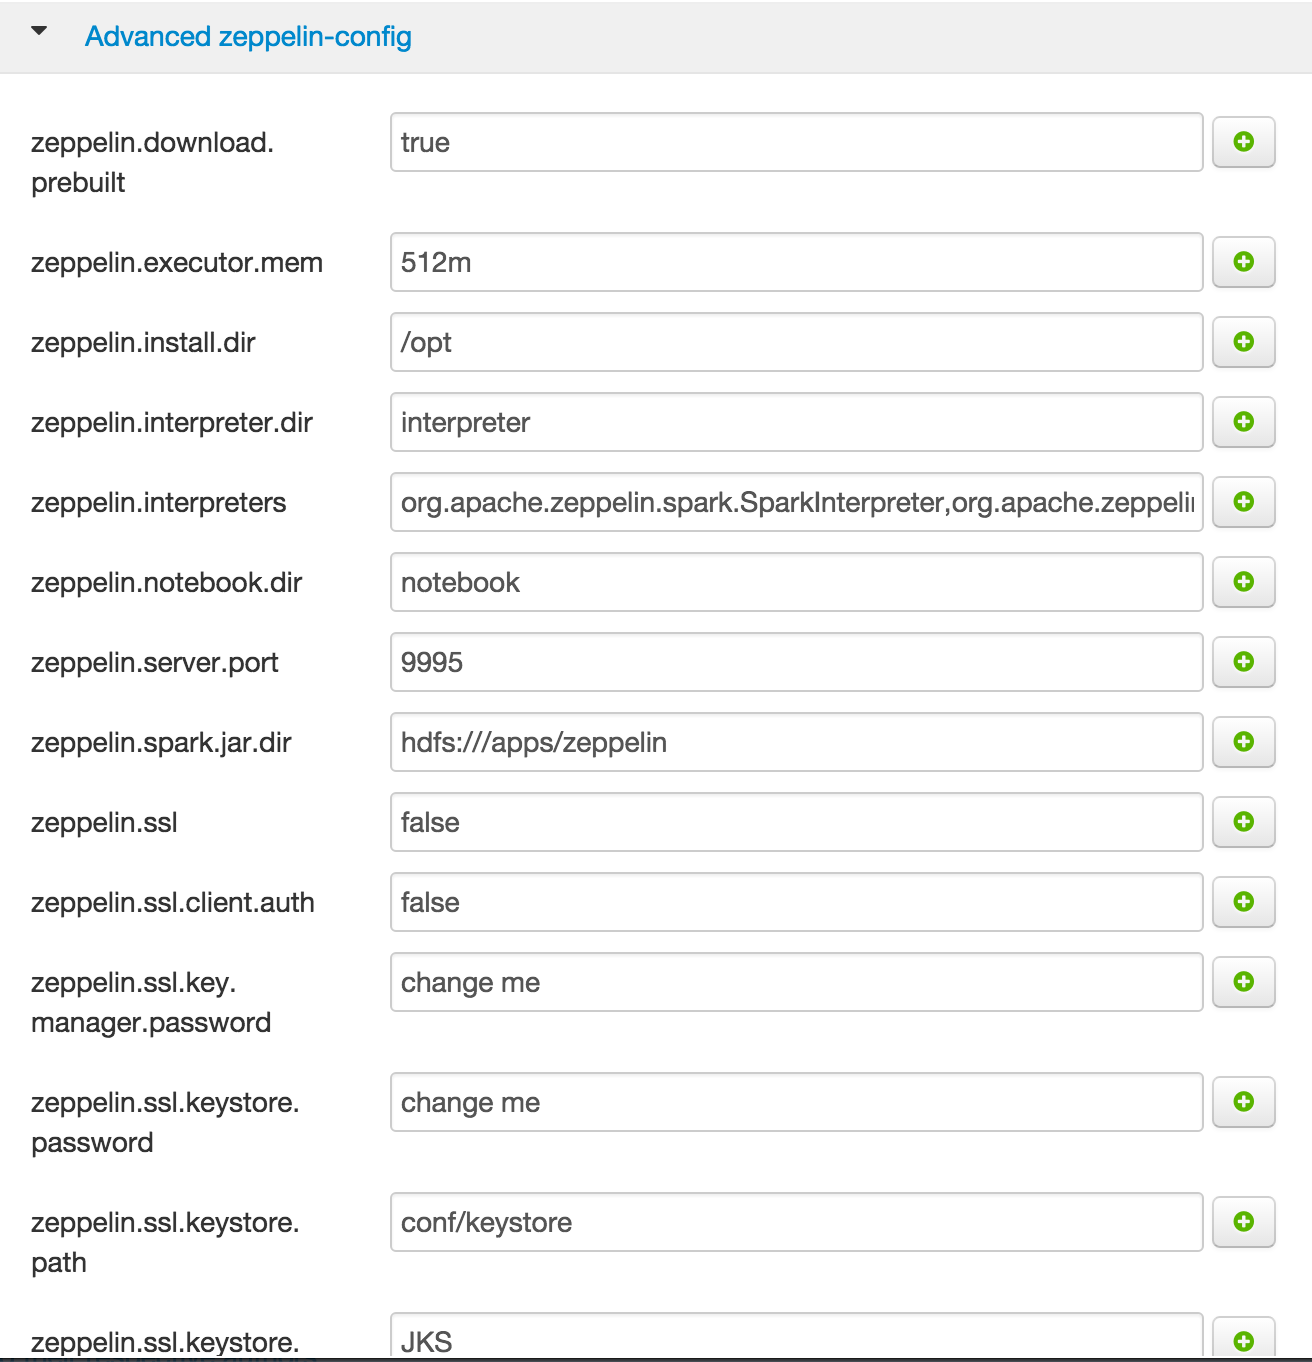 Advanced zeppelin-config
zeppelin.download.
prebuilt
true
zeppelin.executor.mem
512m
zeppelin.install.dir
/opt
zeppelin.interpreter.dir
interpreter
zeppelin.interpreters
org.apache.zeppelin.spark.SparkInterpreter,org.apache.zeppelin
zeppelin.notebook.dir
notebook
zeppelin.server.port
9995
zeppelin.spark.jar.dir
hdfs:///apps/zeppelin
zeppelin.ssl
false
zeppelin.ssl.client.auth
false
zeppelin.ssl.key.
manager.password
change me
zeppelin.ssl.keystore.
password
change me
zeppelin.ssl.keystore.
path
conf/keystore
zeppelin.ssl.keystore.
JKS